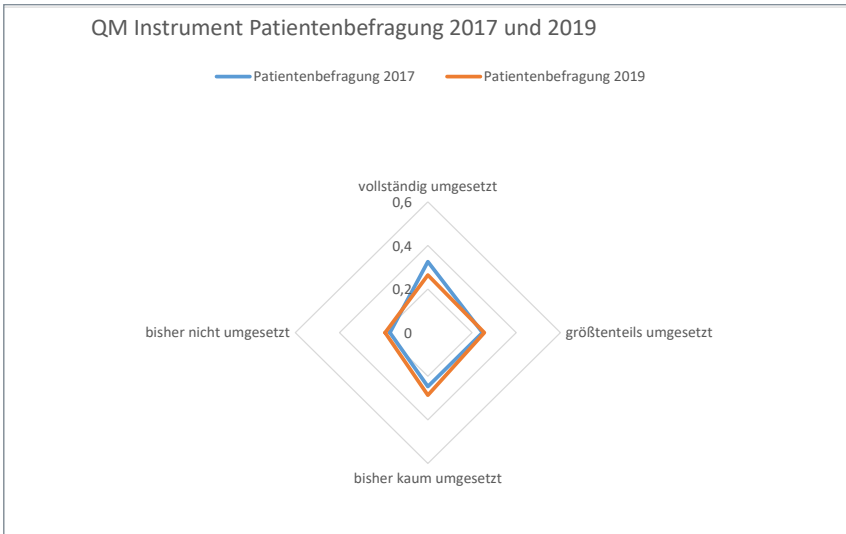 QM Instrument Patientenbefragung 2017 und 2019
Patientenbefragung 2017 Patientenbefragung 2019
vollständig umgesetzt
0,6
0,4
0,2
bisher nicht umgesetzt 0 größtenteils umgesetzt
bisher kaum umgesetzt